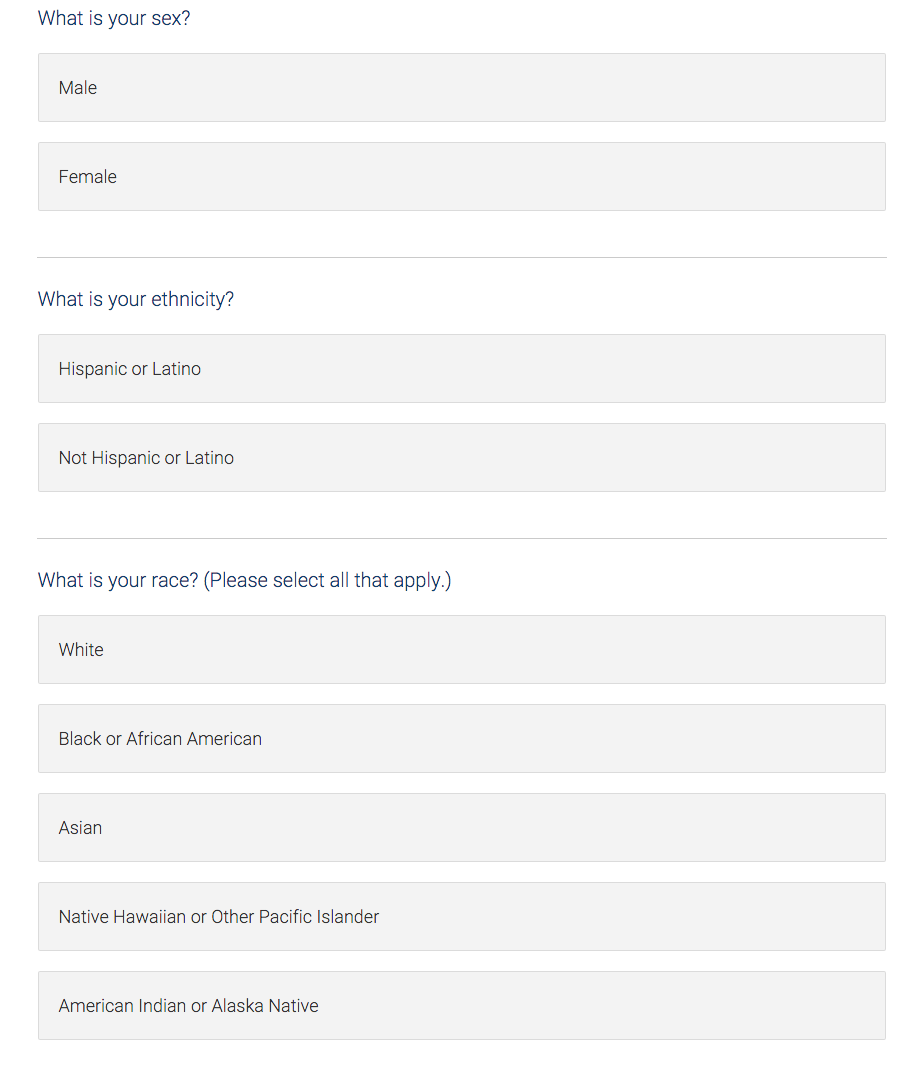 What is your sex?
Male
Female
What is your ethnicity?
Hispanic or Latino
Not Hispanic or Latino
What is your race? (Please select all that apply.)
White
Black or African American
Asian
Native Hawaiian or Other Pacific Islander
American Indian or Alaska Native